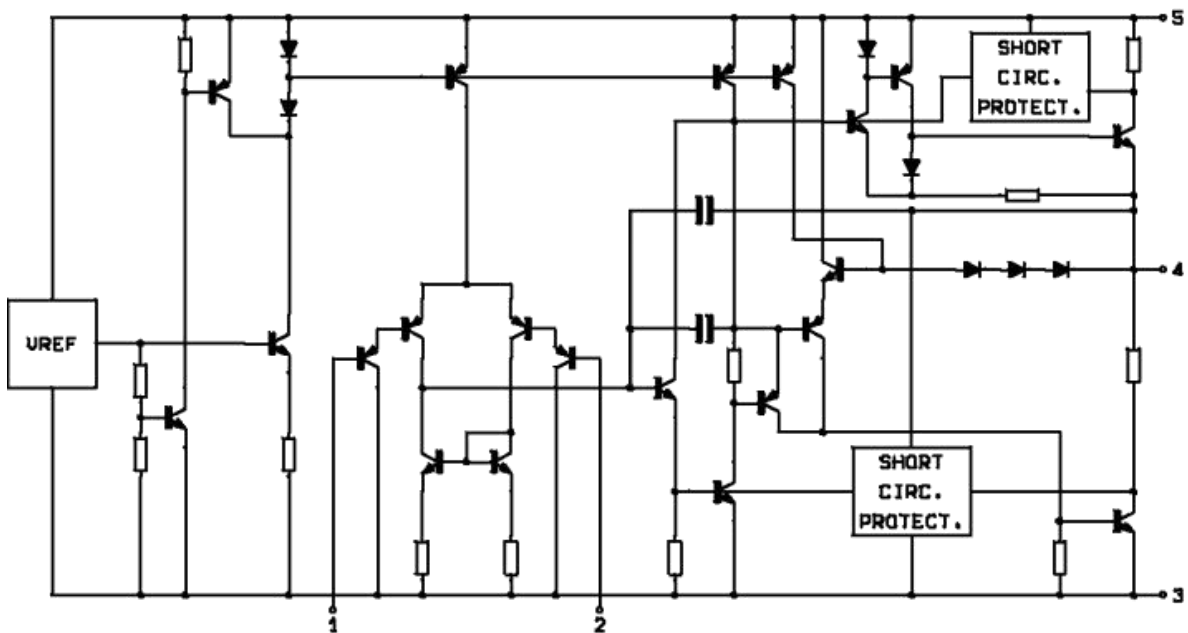 5
SHORT
CIRC.
PROTECT.
4
VREF
SHORT
CIRC.
PROTECT.
3
1
2